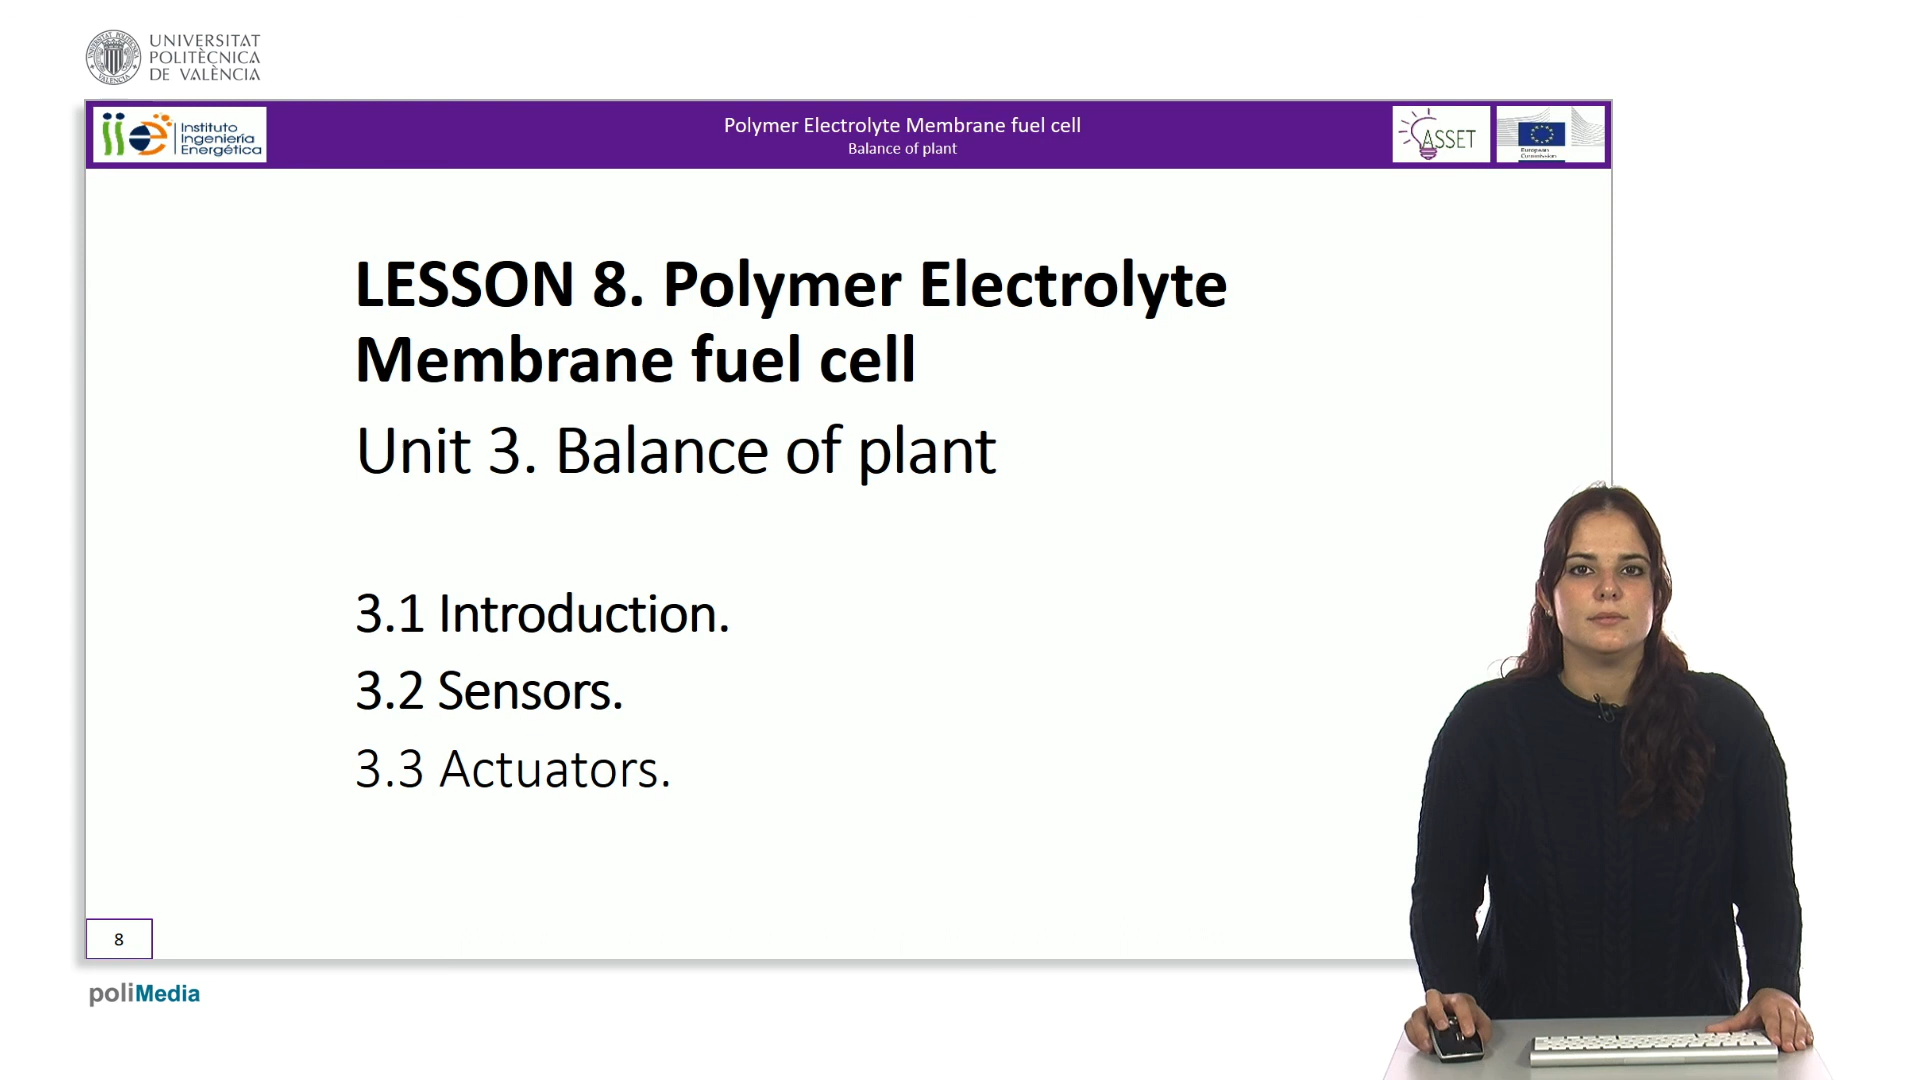 UNIVERSITAT
POLITÈCNICA
DE VALÈNCIA
Instituto
Ingeniería
Energética
Polymer Electrolyte Membrane fuel cell
Balance of plant
ASSET
European
Commission
LESSON 8. Polymer Electrolyte
Membrane fuel cell
Unit 3. Balance of plant
3.1 Introduction.
3.2 Sensors.
3.3 Actuators.
8
poliMedia